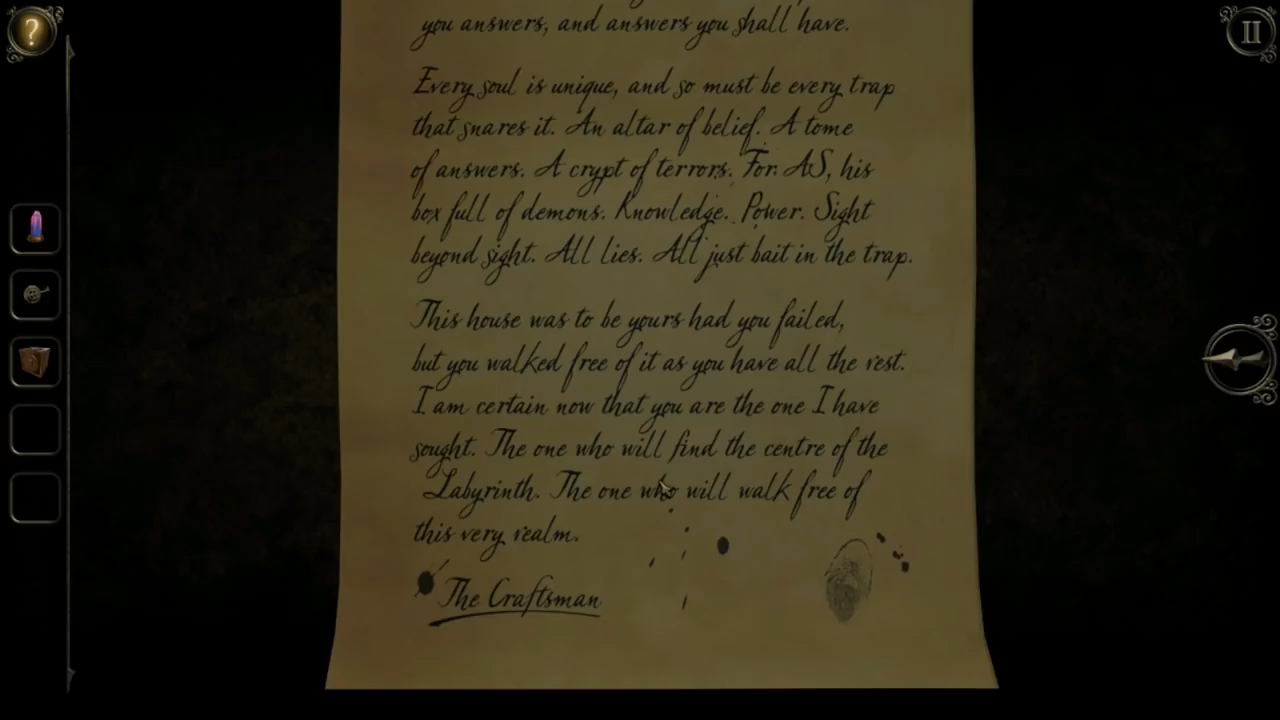 you answers, and answers you shall have.
Every soul is unique, and so must be every trap
that snares it. An altar of belief. A tome
of answers. A crypt of terrors. For AS, his
box full of demons. Knowledge. Power. Sight
beyond sight. All lies. All just bait in the trap.
This house was to be yours had you failed,
but you walked free of it as you have all the rest.
I am certain now that you are the one I have
sought. The one who will find the centre of the
Labyrinth. The one who will walk free of
this very realm.
The Craftsman
?